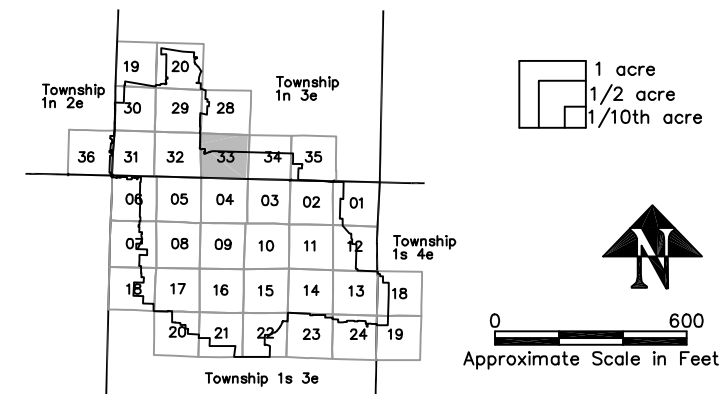 19 20
Township
1n 2e
Township
1n 3e
30 29 28
36 31 32 33 34 35
06 05 04 03 02 01
07 08 09 10 11 12
Township
1s 4e
18 17 16 15 14 13 18
20 21 22 23 24 19
Township 1s 3e
1 acre
1/2 acre
1/10th acre
N
0 600
Approximate Scale in Feet